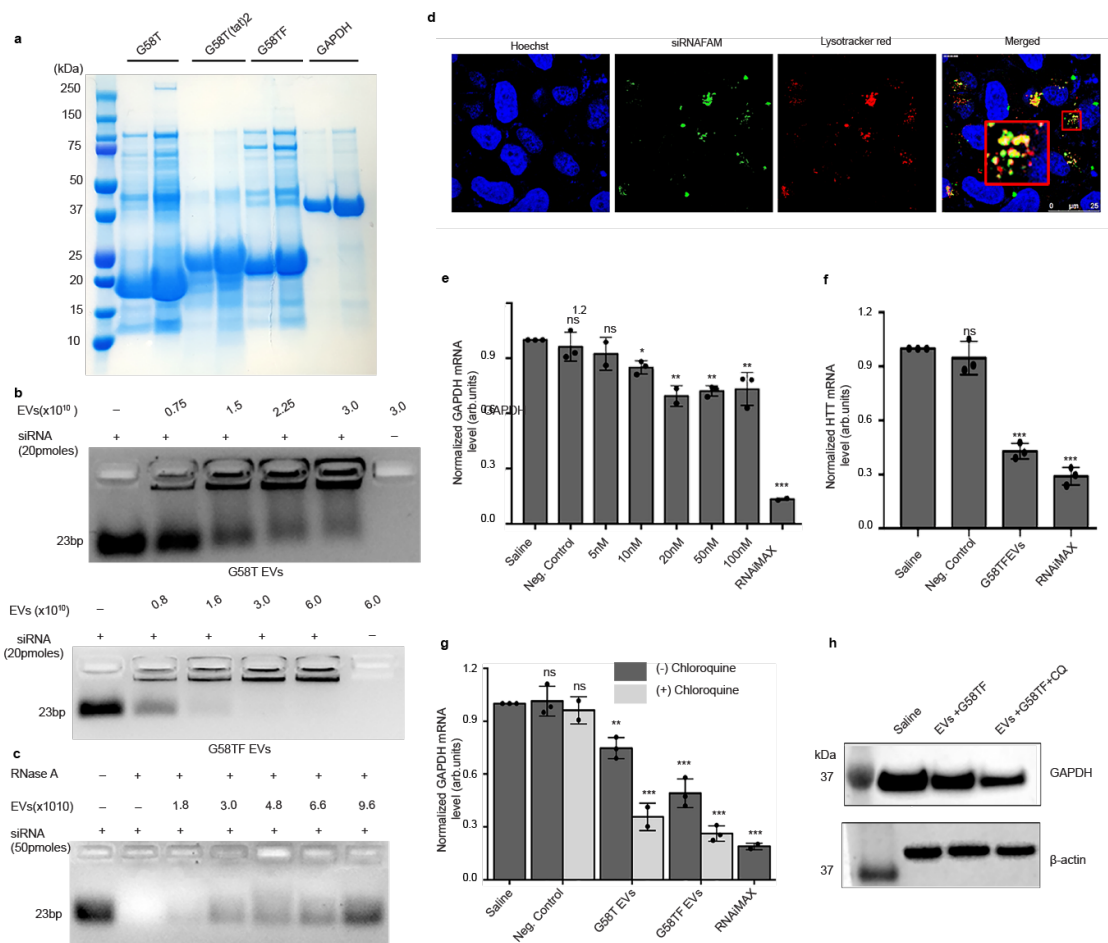 a
G58T
G58T(tat)2
G58TF
GAPDH
(kDa)
250
150
75
50
37
25
20
15
10
b
EVs(x10¹⁰)
–
0.75
1.5
2.25
3.0
3.0
siRNA
(20pmoles)
+
+
+
+
+
–
23bp
G58T EVs
EVs (x10¹⁰)
–
0.8
1.6
3.0
6.0
6.0
siRNA
(20pmoles)
+
+
+
+
+
–
23bp
G58TF EVs
c
RNase A
–
+
+
+
+
+
+
EVs(x1010)
–
–
1.8
3.0
4.8
6.6
9.6
siRNA
(50pmoles)
+
+
+
+
+
+
+
23bp
d
Hoechst
siRNAFAM
Lysotracker red
Merged
0
µm
25
e
Normalized GAPDH mRNA
level (arb.units)
GAPDH
1.2
0.9
0.6
0.3
0.0
ns
ns
*
**
**
**
***
Saline
Neg. Control
5nM
10nM
20nM
50nM
100nM
RNAiMAX
f
Normalized HTT mRNA
level (arb.units)
1.2
0.9
0.6
0.3
0.0
ns
***
***
Saline
Neg. Control
G58TFEVs
RNAiMAX
g
Normalized GAPDH mRNA
level (arb.units)
1.2
0.9
0.6
0.3
0.0
(-) Chloroquine
(+) Chloroquine
ns
ns
**
***
***
***
***
Saline
Neg. Control
G58T EVs
G58TF EVs
RNAiMAX
h
Saline
EVs +G58TF
EVs +G58TF+CQ
kDa
37
GAPDH
37
β-actin